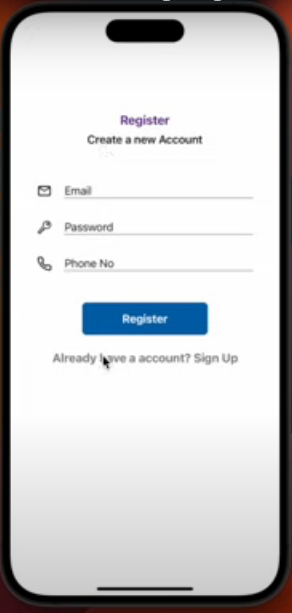 Register
Create a new Account
Email
Password
Phone No
Register
Already have a account? Sign Up